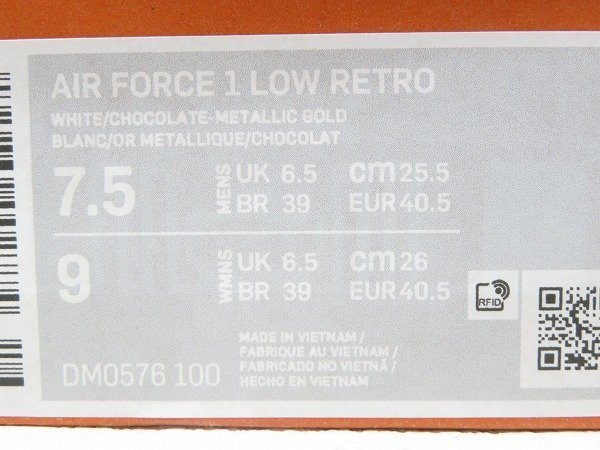 AIR FORCE 1 LOW RETRO
WHITE/CHOCOLATE-METALLIC GOLD
BLANC/OR METALLIQUE/CHOCOLAT
7.5 MENS UK 6.5 cm 25.5
BR 39 EUR 40.5
9 WMNS UK 6.5 cm 26
BR 39 EUR 40.5
RFID
DM0576 100
MADE IN VIETNAM /
FABRIQUE AU VIETNAM /
FABRICADO NO VIETNÃ /
HECHO EN VIETNAM